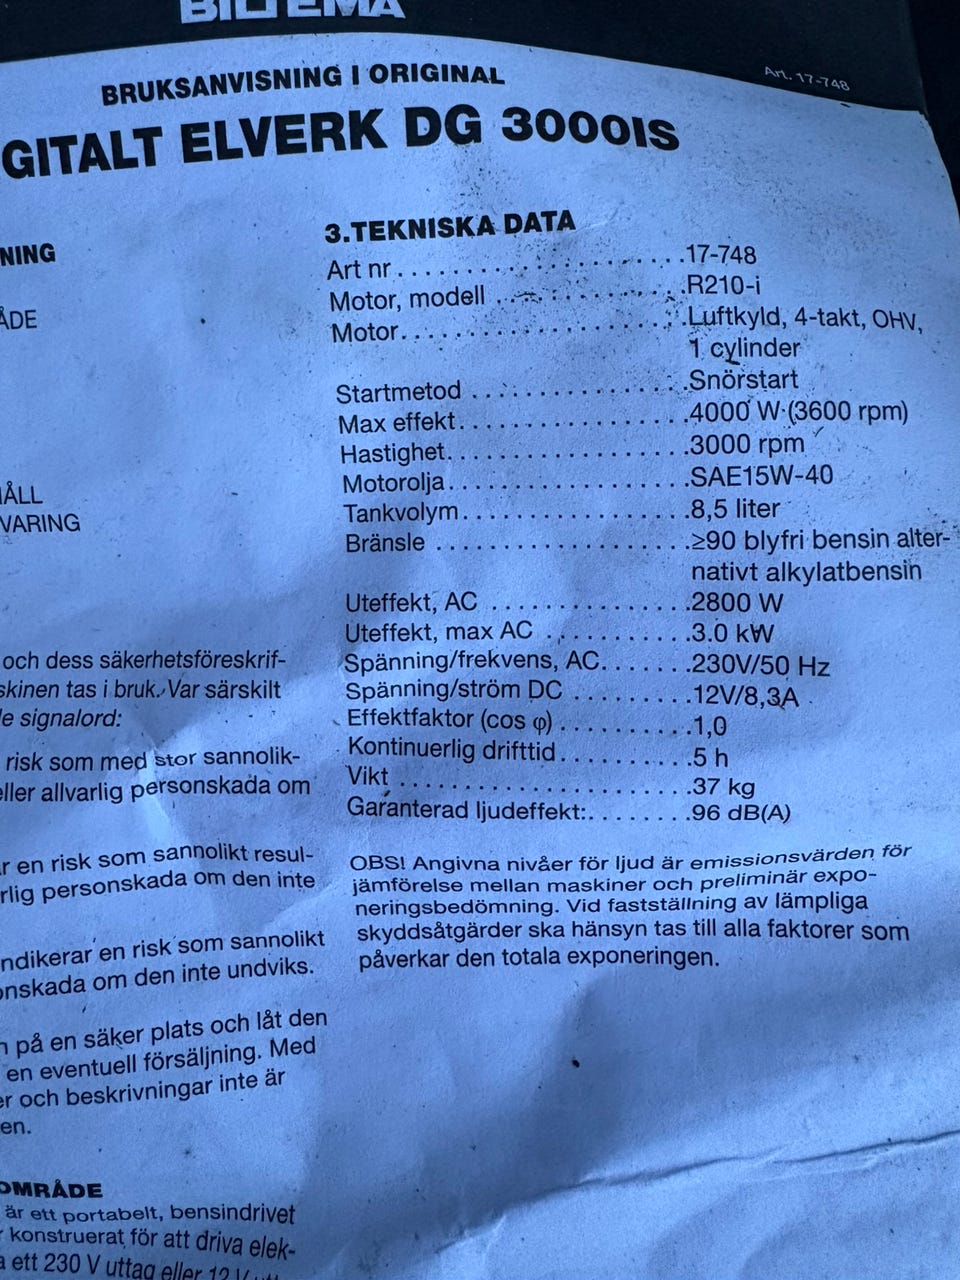 BILTEMA
Art. 17-748
BRUKSANVISNING I ORIGINAL
GITALT ELVERK DG 3000IS
NING
ÅDE
ÅLL
VARING
och dess säkerhetsföreskrif-
skinen tas i bruk. Var särskilt
le signalord:
risk som med stor sannolik-
eller allvarlig personskada om
r en risk som sannolikt resul-
rlig personskada om den inte
ndikerar en risk som sannolikt
onskada om den inte undviks.
n på en säker plats och låt den
en eventuell försäljning. Med
er och beskrivningar inte är
en.
OMRÅDE
är ett portabelt, bensindrivet
r konstruerat för att driva elek-
a ett 230 V uttag eller 12 V
3.TEKNISKA DATA
Art nr . . . . . . . . . . . . . . . . . . . . . .17-748
Motor, modell . . . . . . . . . . . . . . .R210-i
Motor. . . . . . . . . . . . . . . . . . . . . .Luftkyld, 4-takt, OHV,
1 cylinder
Startmetod . . . . . . . . . . . . . . . . .Snörstart
Max effekt. . . . . . . . . . . . . . . . . .4000 W (3600 rpm)
Hastighet. . . . . . . . . . . . . . . . . . .3000 rpm
Motorolja. . . . . . . . . . . . . . . . . . .SAE15W-40
Tankvolym. . . . . . . . . . . . . . . . . .8,5 liter
Bränsle . . . . . . . . . . . . . . . . . . . .≥90 blyfri bensin alter-
nativt alkylatbensin
Uteffekt, AC . . . . . . . . . . . . . . . .2800 W
Uteffekt, max AC . . . . . . . . . . . .3.0 kW
Spänning/frekvens, AC. . . . . . .230V/50 Hz
Spänning/ström DC . . . . . . . . . .12V/8,3A
Effektfaktor (cos φ) . . . . . . . . . . .1,0
Kontinuerlig drifttid . . . . . . . . . . .5 h
Vikt . . . . . . . . . . . . . . . . . . . . . . .37 kg
Garanterad ljudeffekt:. . . . . . . . .96 dB(A)
OBS! Angivna nivåer för ljud är emissionsvärden för
jämförelse mellan maskiner och preliminär expo-
neringsbedömning. Vid fastställning av lämpliga
skyddsåtgärder ska hänsyn tas till alla faktorer som
påverkar den totala exponeringen.